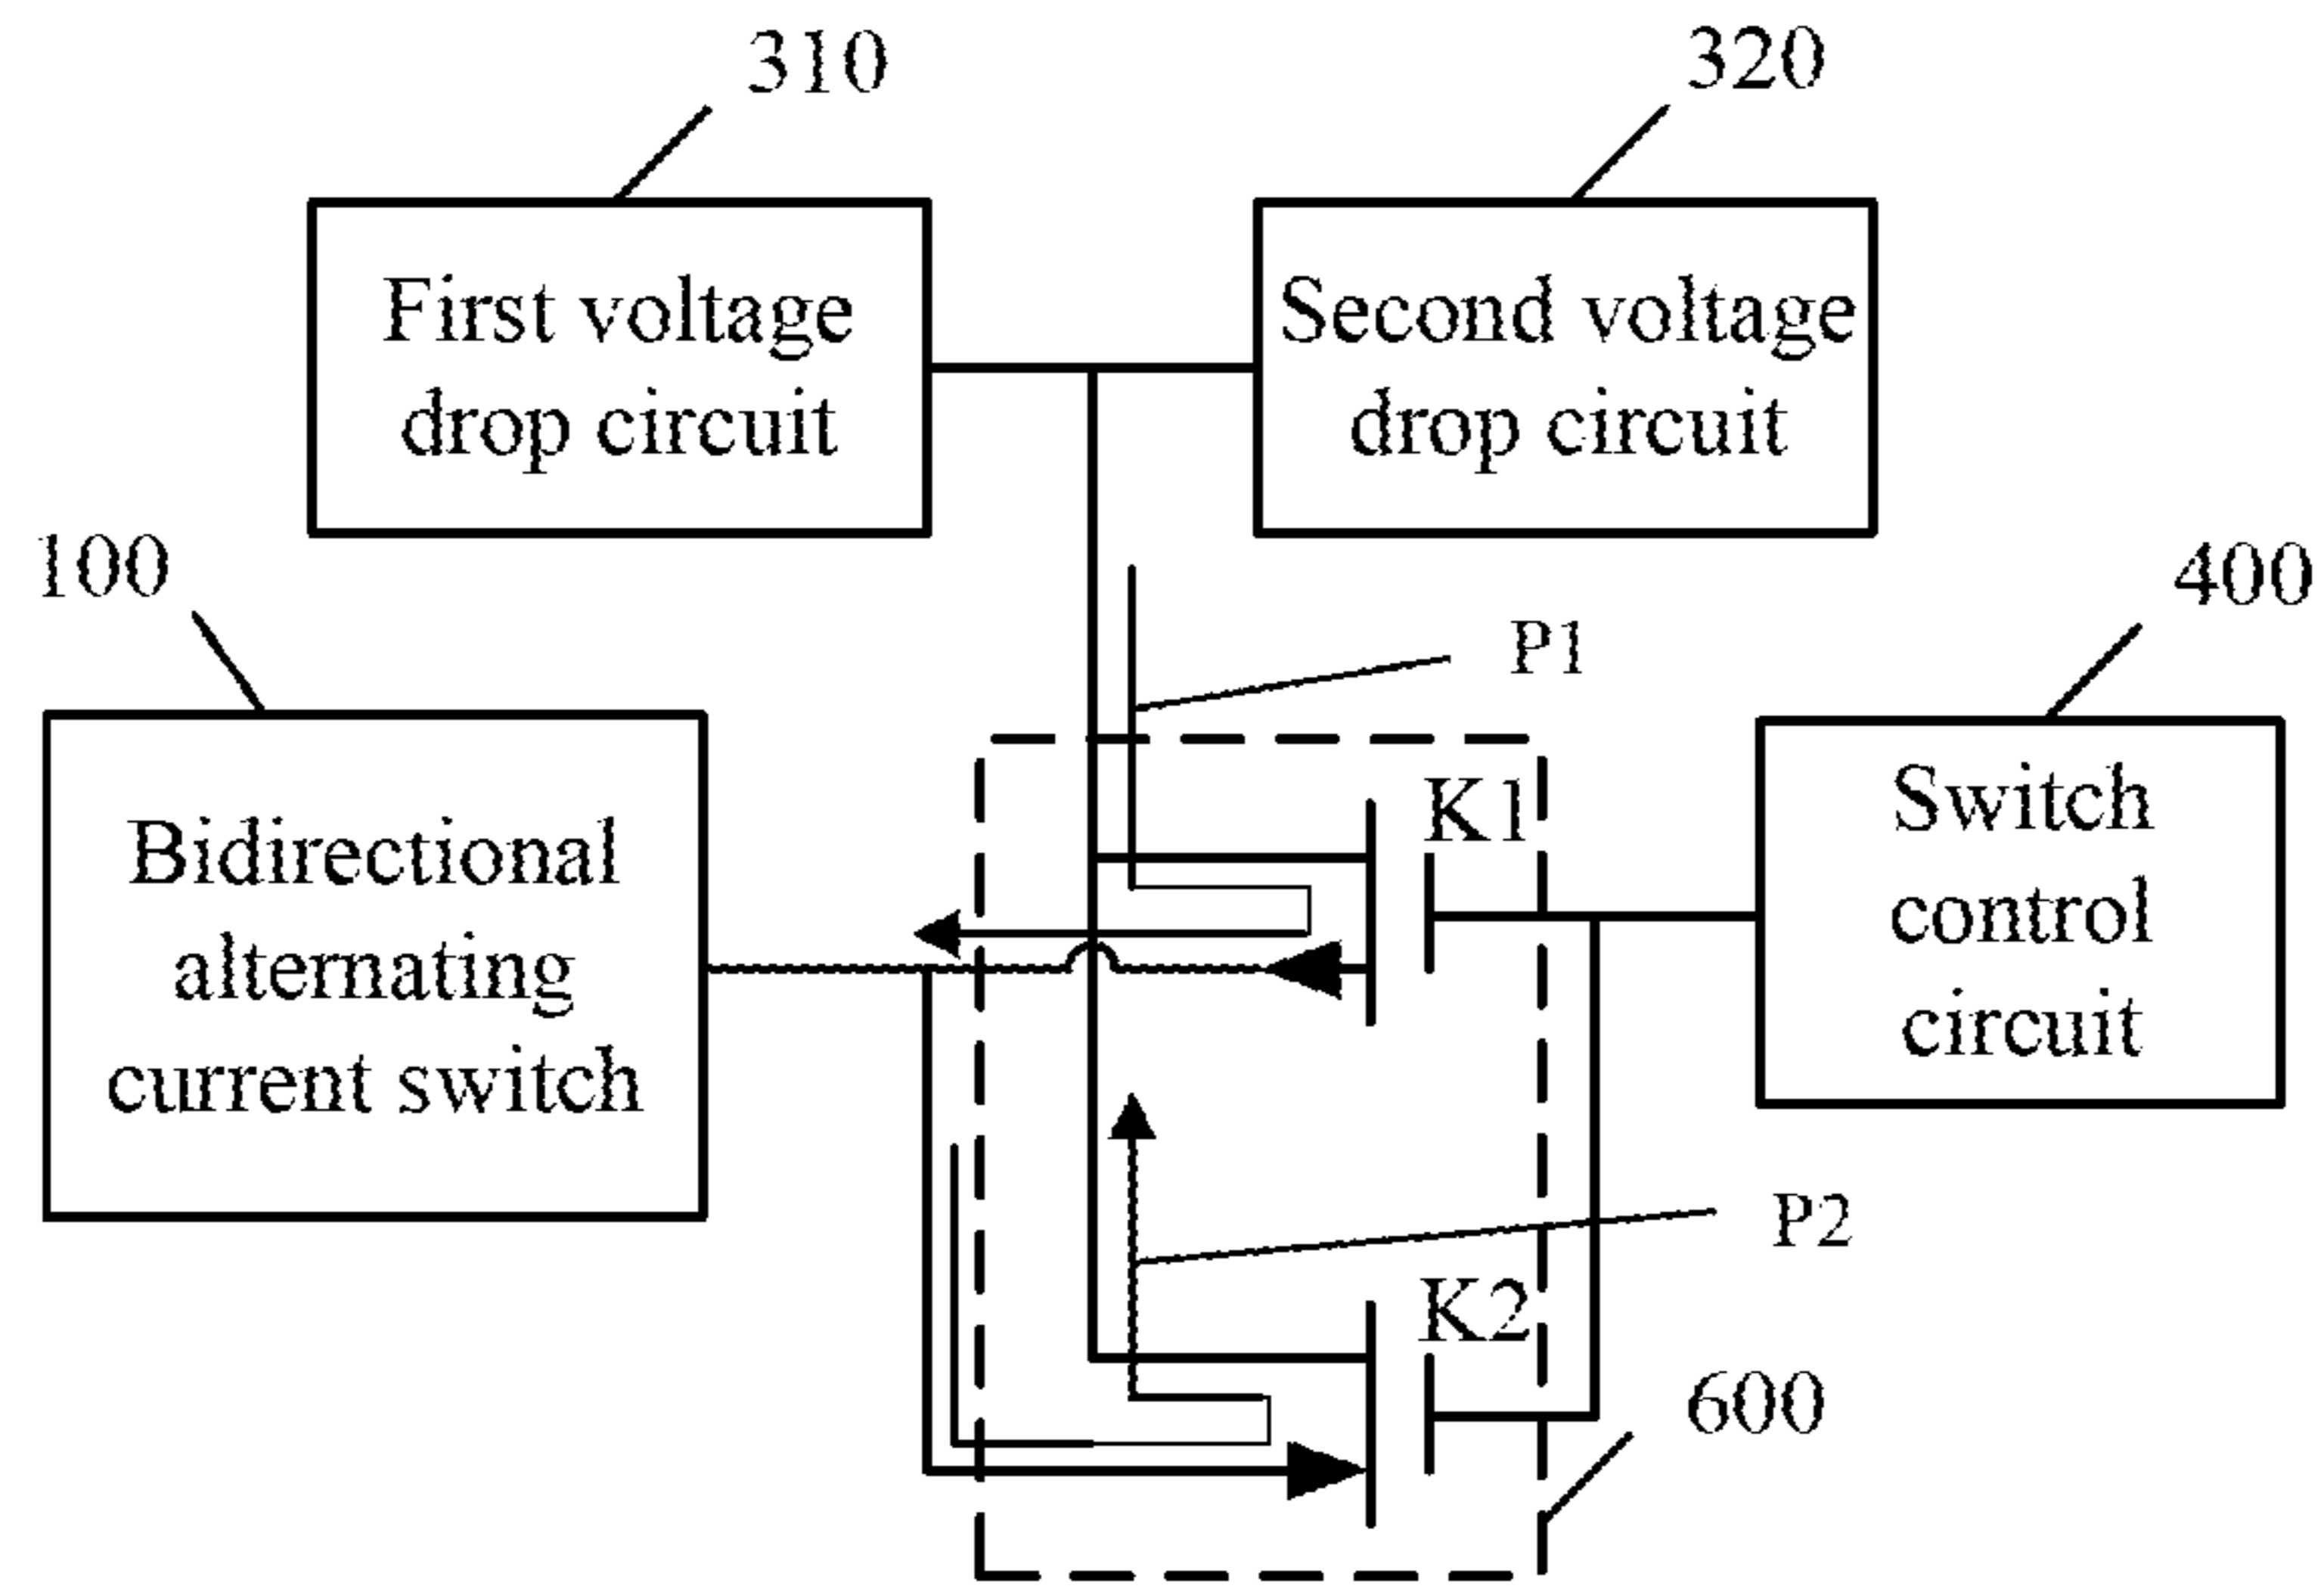 310
320
First voltage
drop circuit
Second voltage
drop circuit
100
400
P1
Bidirectional
alternating
current switch
K1
Switch
control
circuit
P2
K2
600